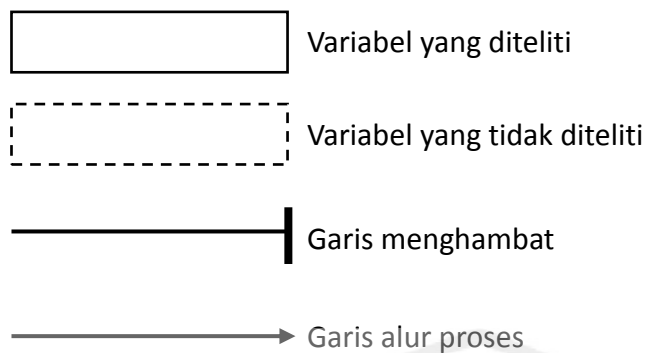 Variabel yang diteliti
Variabel yang tidak diteliti
Garis menghambat
Garis alur proses